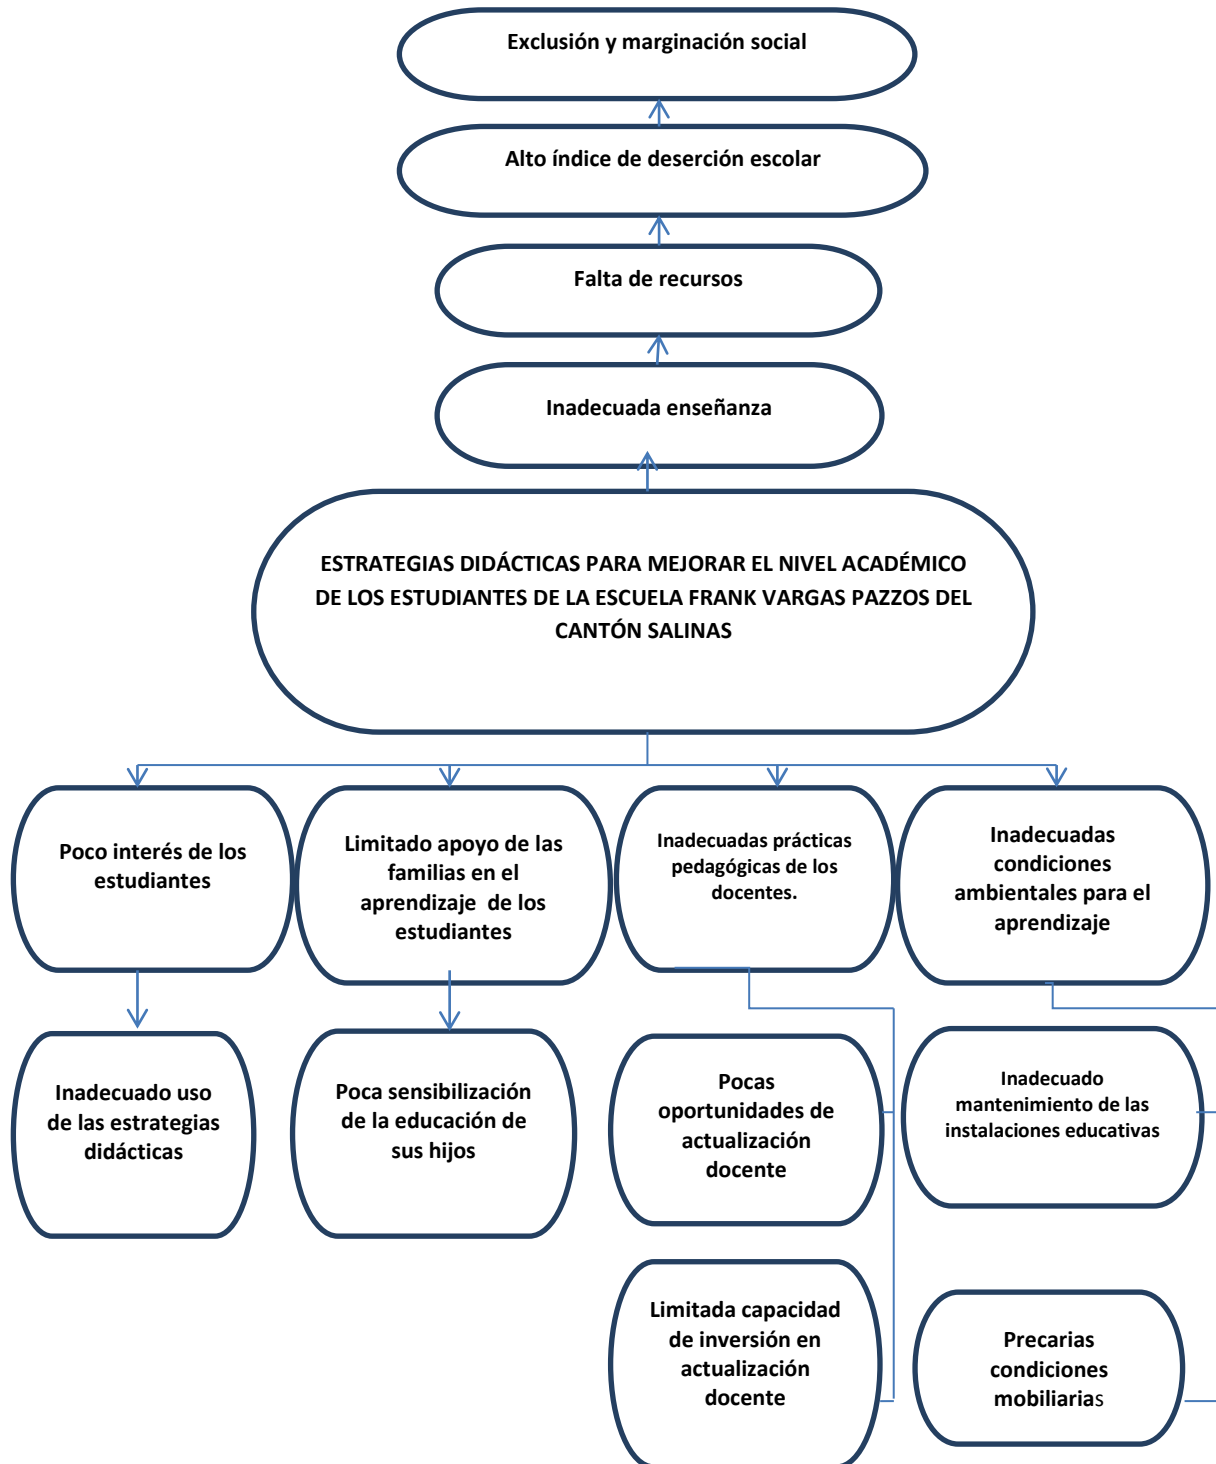 Exclusión y marginación social
Alto índice de deserción escolar
Falta de recursos
Inadecuada enseñanza
ESTRATEGIAS DIDÁCTICAS PARA MEJORAR EL NIVEL ACADÉMICO
DE LOS ESTUDIANTES DE LA ESCUELA FRANK VARGAS PAZZOS DEL
CANTÓN SALINAS
Poco interés de los
estudiantes
Limitado apoyo de las
familias en el
aprendizaje de los
estudiantes
Inadecuadas prácticas
pedagógicas de los
docentes.
Inadecuadas
condiciones
ambientales para el
aprendizaje
Inadecuado uso
de las estrategias
didácticas
Poca sensibilización
de la educación de
sus hijos
Pocas
oportunidades de
actualización
docente
Inadecuado
mantenimiento de las
instalaciones educativas
Limitada capacidad
de inversión en
actualización
docente
Precarias
condiciones
mobiliarias